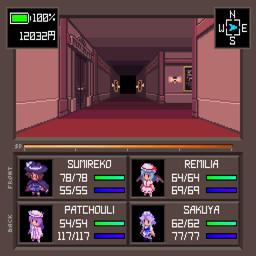 100%
12032円
N
W E
S
SD
FRONT
SUMIREKO
78/78
55/55
REMILIA
64/64
69/69
BACK
PATCHOULI
54/54
117/117
SAKUYA
62/62
77/77